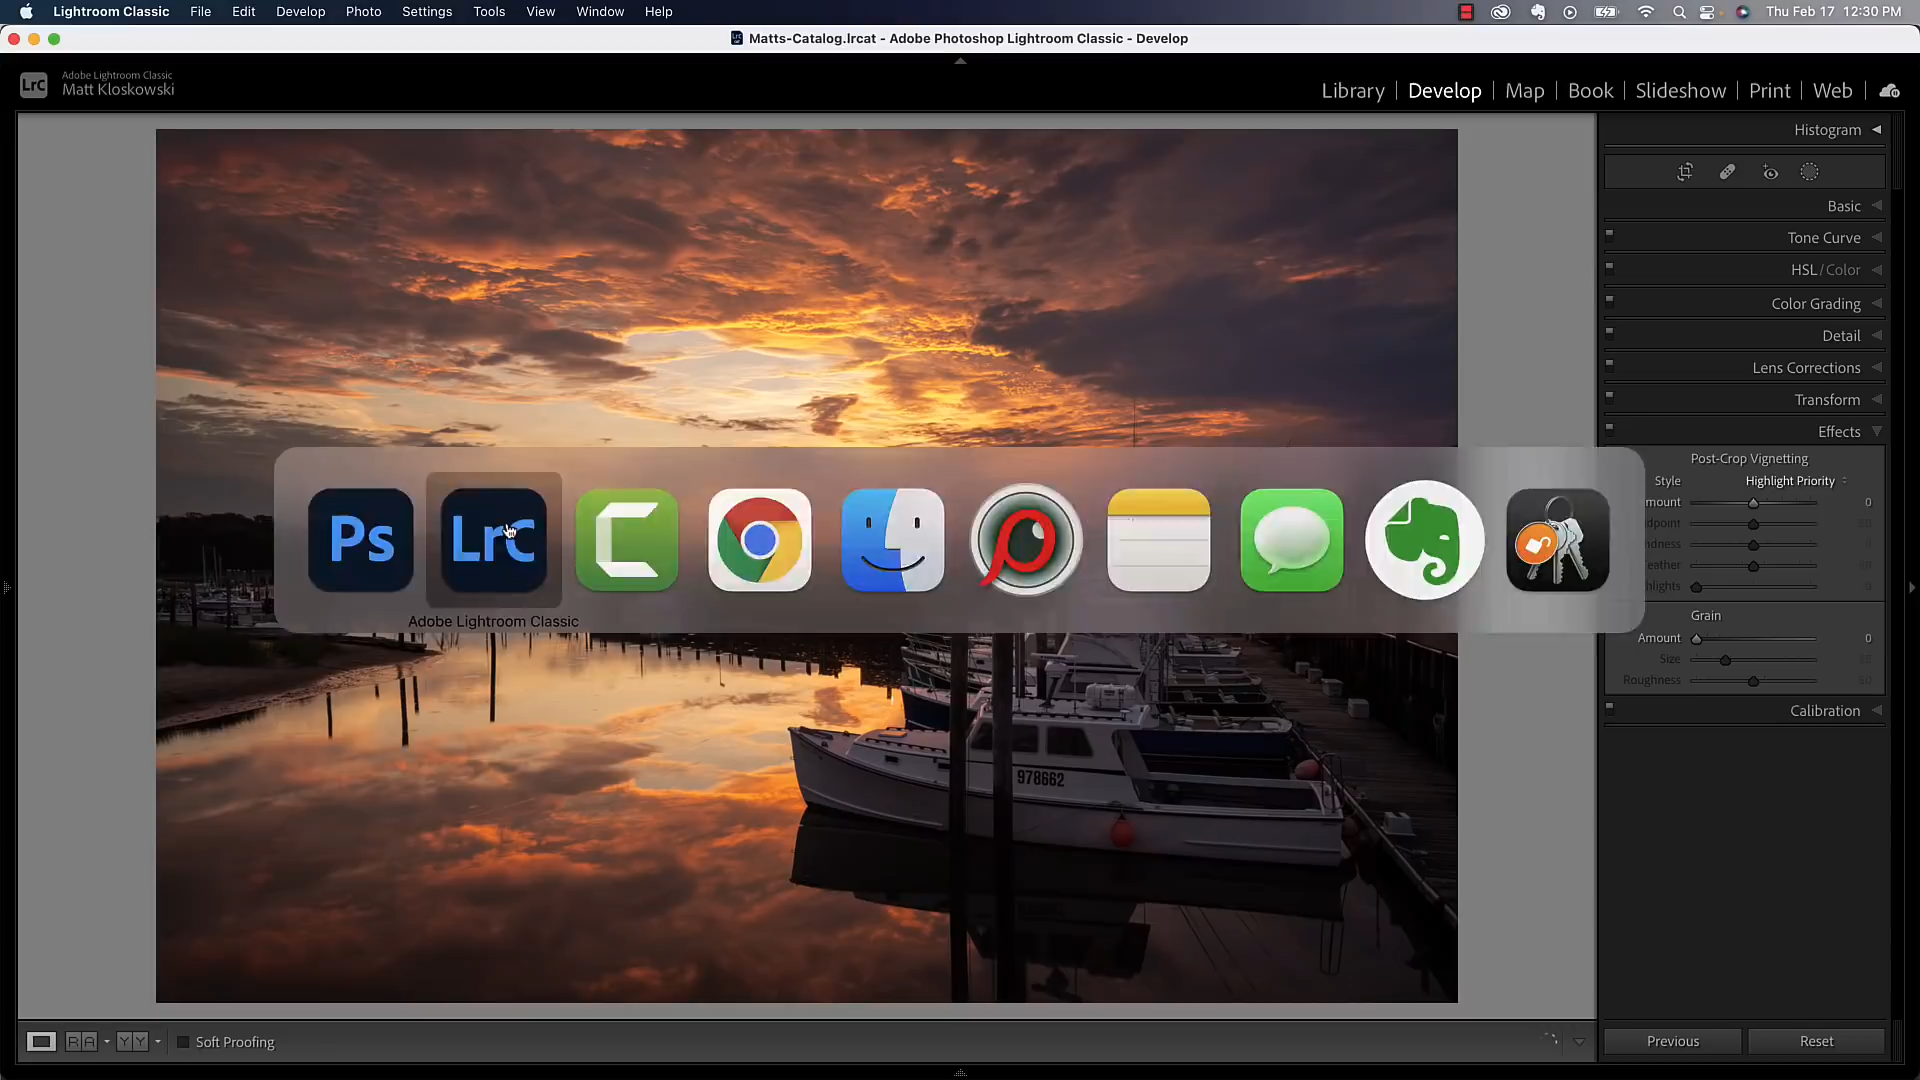 Lightroom Classic File Edit Develop Photo Settings Tools View Window Help Thu Feb 17 12:30 PM
Matts-Catalog.lrcat - Adobe Photoshop Lightroom Classic - Develop
LrC
Adobe Lightroom Classic
Matt Kloskowski
Library Develop Map Book Slideshow Print Web
Histogram
Basic
Tone Curve
HSL / Color
Color Grading
Detail
Lens Corrections
Transform
Effects
Post-Crop Vignetting
Style Highlight Priority
mount 0
dpoint
ndness
eather
hlights 0
Grain
Amount 0
Size
Roughness
Calibration
Ps LrC
Adobe Lightroom Classic
978662
R A Y Y Soft Proofing
Previous Reset